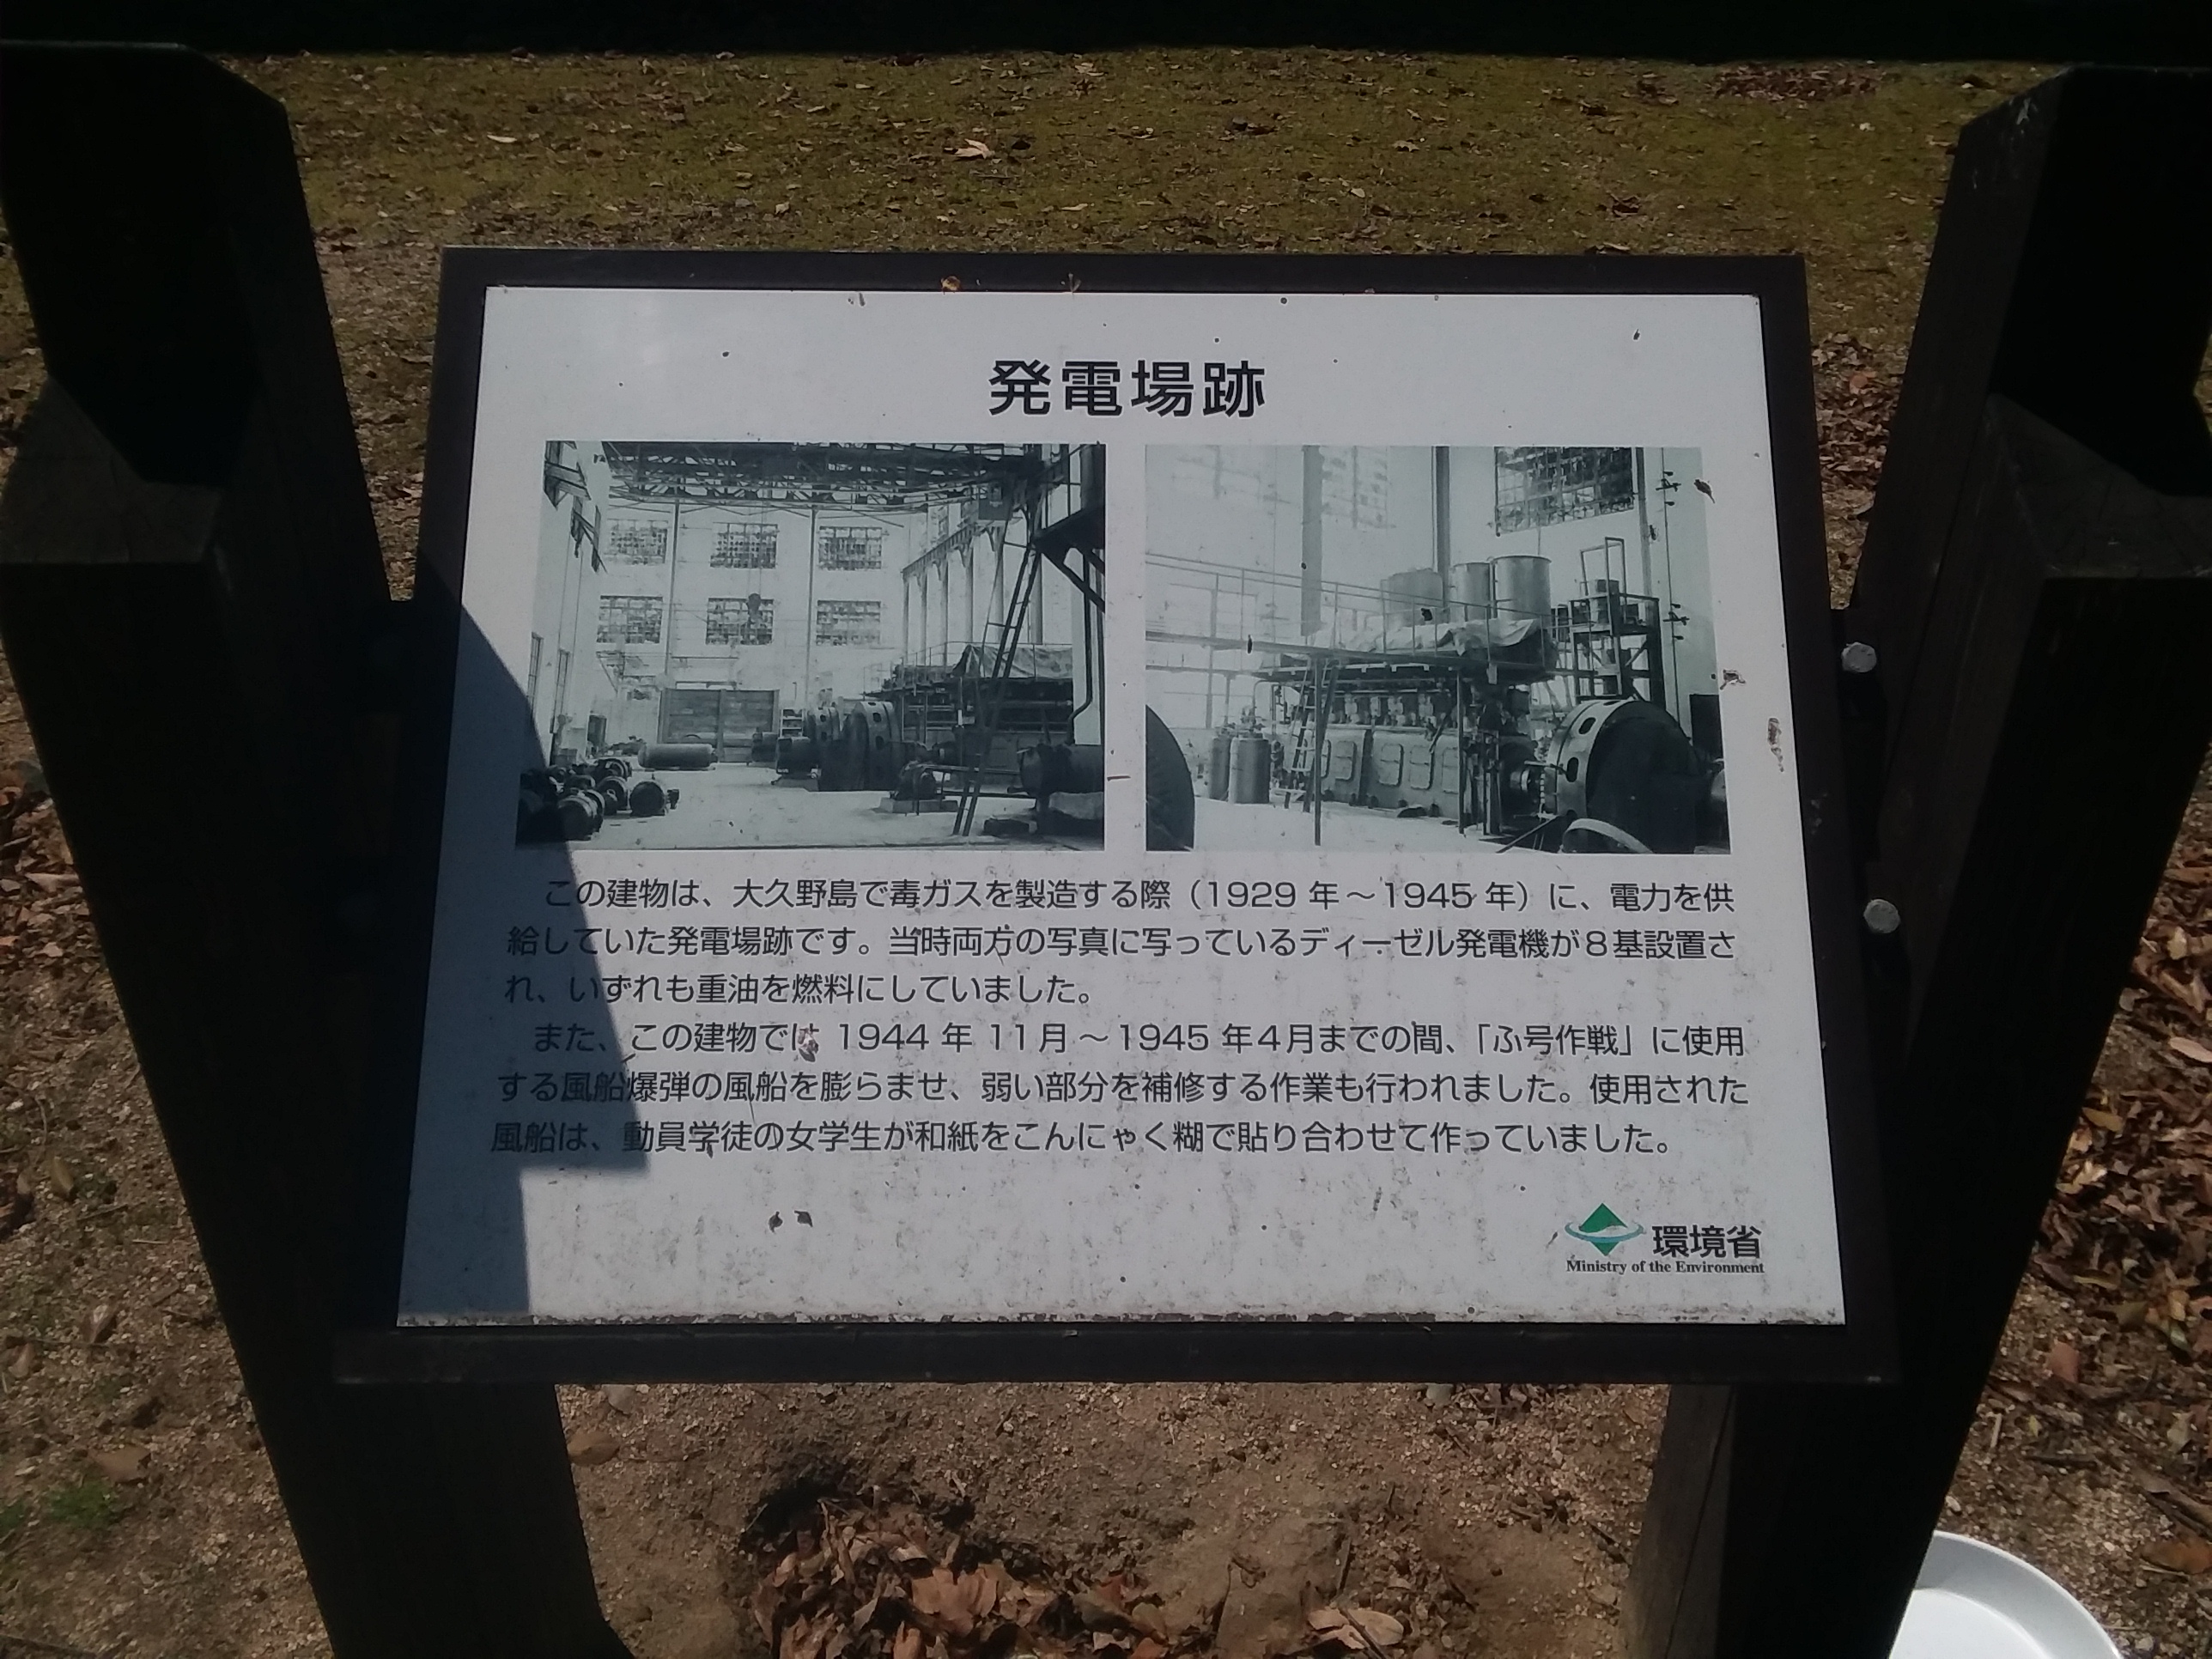 発電場跡
この建物は、大久野島で毒ガスを製造する際（1929 年～1945 年）に、電力を供
給していた発電場跡です。当時両方の写真に写っているディーゼル発電機が８基設置さ
れ、いずれも重油を燃料にしていました。
また、この建物では 1944 年 11月～1945 年４月までの間、「ふ号作戦」に使用
する風船爆弾の風船を膨らませ、弱い部分を補修する作業も行われました。使用された
風船は、動員学徒の女学生が和紙をこんにゃく糊で貼り合わせて作っていました。
環境省
Ministry of the Environment